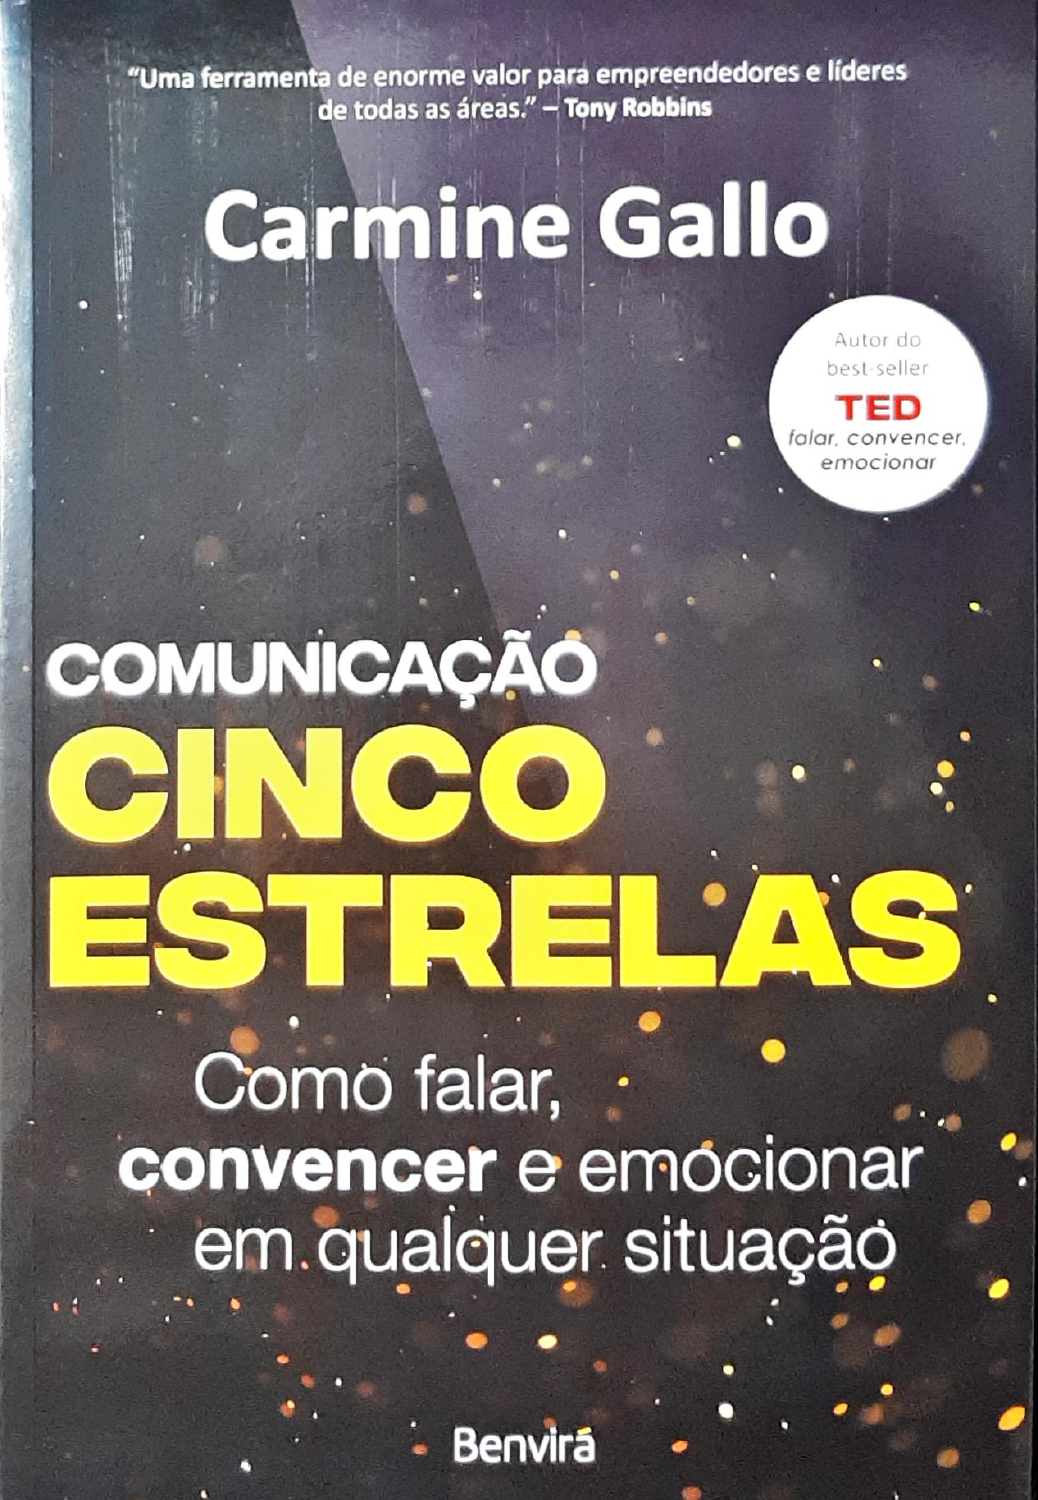 “Uma ferramenta de enorme valor para empreendedores e líderes
de todas as áreas.” – Tony Robbins
Carmine Gallo
Autor do
best-seller
TED
falar, convencer,
emocionar
COMUNICAÇÃO
CINCO
ESTRELAS
Como falar,
convencer e emocionar
em qualquer situação
Benvirá